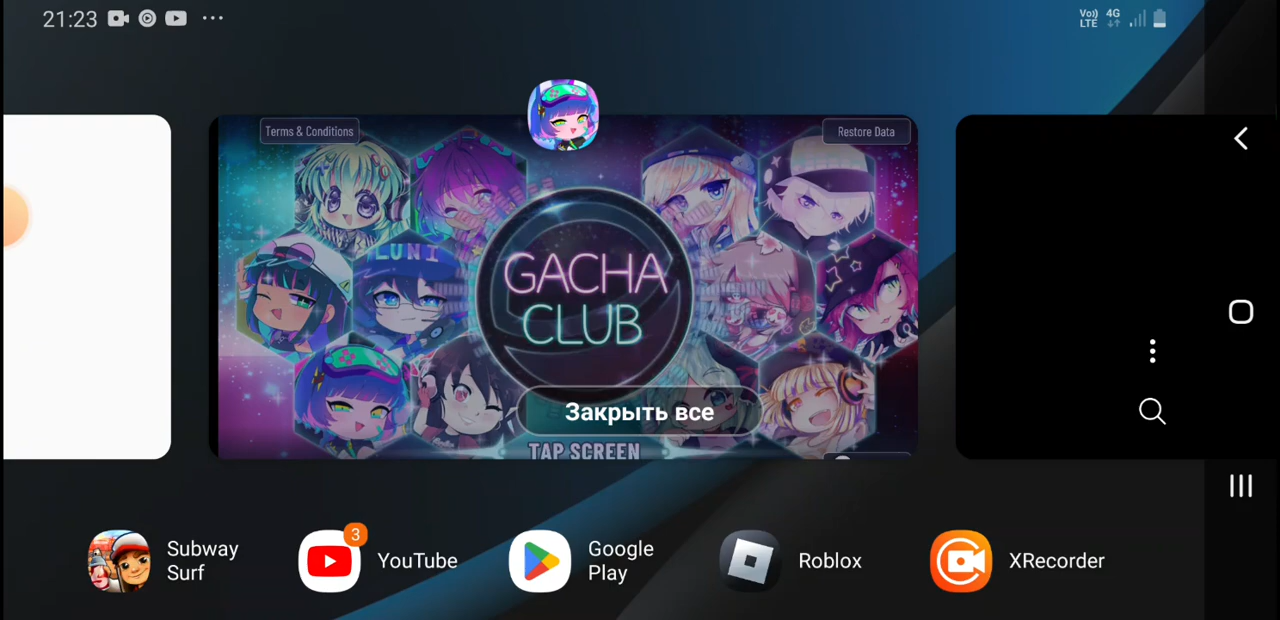 21:23
Vo))
LTE
4G
Terms & Conditions
Restore Data
LUNI
GACHA
CLUB
Закрыть все
TAP SCREEN
Subway
Surf
3
YouTube
Google
Play
Roblox
XRecorder